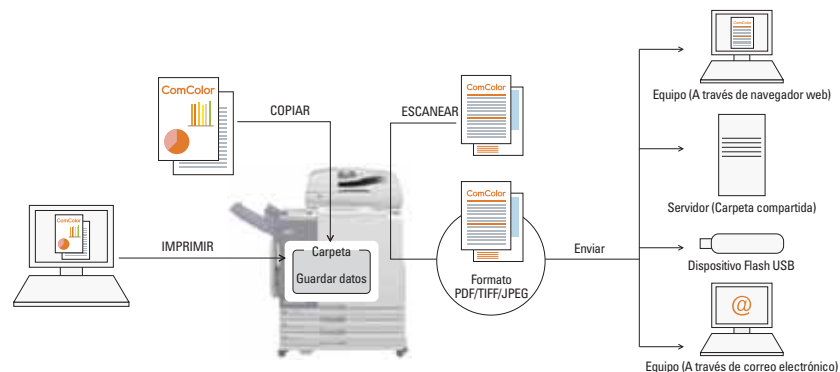 ComColor
COPIAR
IMPRIMIR
Carpeta
Guardar datos
ESCANEAR
ComColor
ComColor
Formato
PDF/TIFF/JPEG
Enviar
ComColor
Equipo (A través de navegador web)
Servidor (Carpeta compartida)
Dispositivo Flash USB
@
Equipo (A través de correo electrónico)